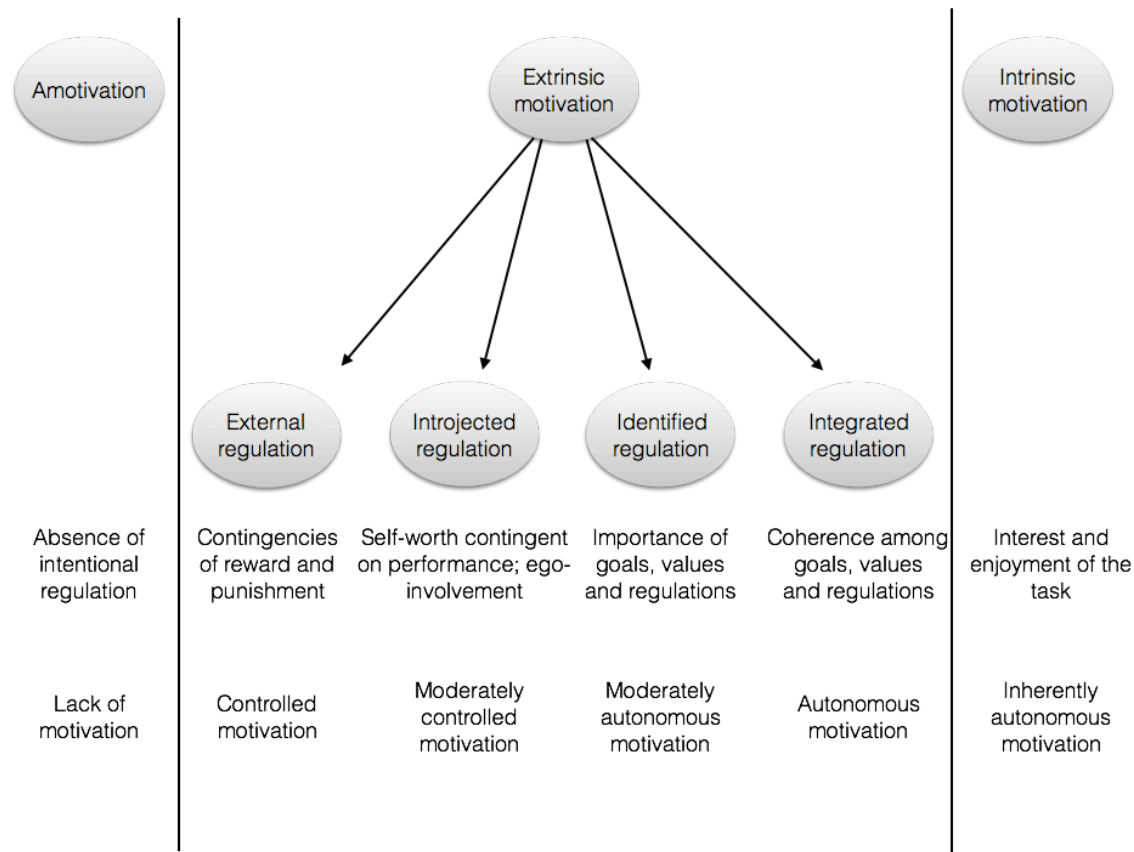 Amotivation
Extrinsic
motivation
Intrinsic
motivation
External
regulation
Introjected
regulation
Identified
regulation
Integrated
regulation
Absence of
intentional
regulation
Contingencies
of reward and
punishment
Self-worth contingent
on performance; ego-
involvement
Importance of
goals, values
and regulations
Coherence among
goals, values
and regulations
Interest and
enjoyment of the
task
Lack of
motivation
Controlled
motivation
Moderately
controlled
motivation
Moderately
autonomous
motivation
Autonomous
motivation
Inherently
autonomous
motivation